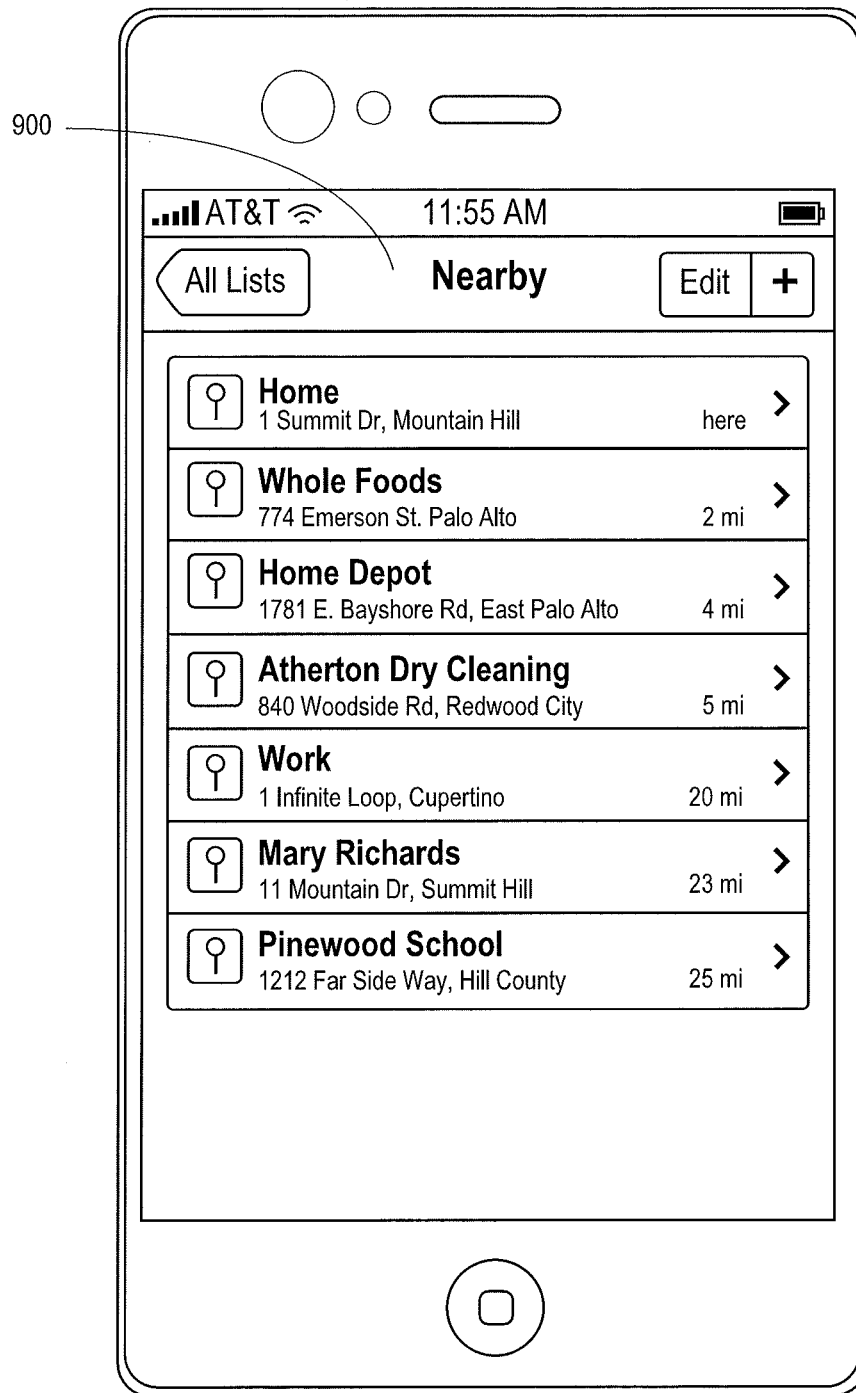 900
AT&T 11:55 AM
All Lists Nearby Edit +
Home
1 Summit Dr, Mountain Hill here
Whole Foods
774 Emerson St. Palo Alto 2 mi
Home Depot
1781 E. Bayshore Rd, East Palo Alto 4 mi
Atherton Dry Cleaning
840 Woodside Rd, Redwood City 5 mi
Work
1 Infinite Loop, Cupertino 20 mi
Mary Richards
11 Mountain Dr, Summit Hill 23 mi
Pinewood School
1212 Far Side Way, Hill County 25 mi